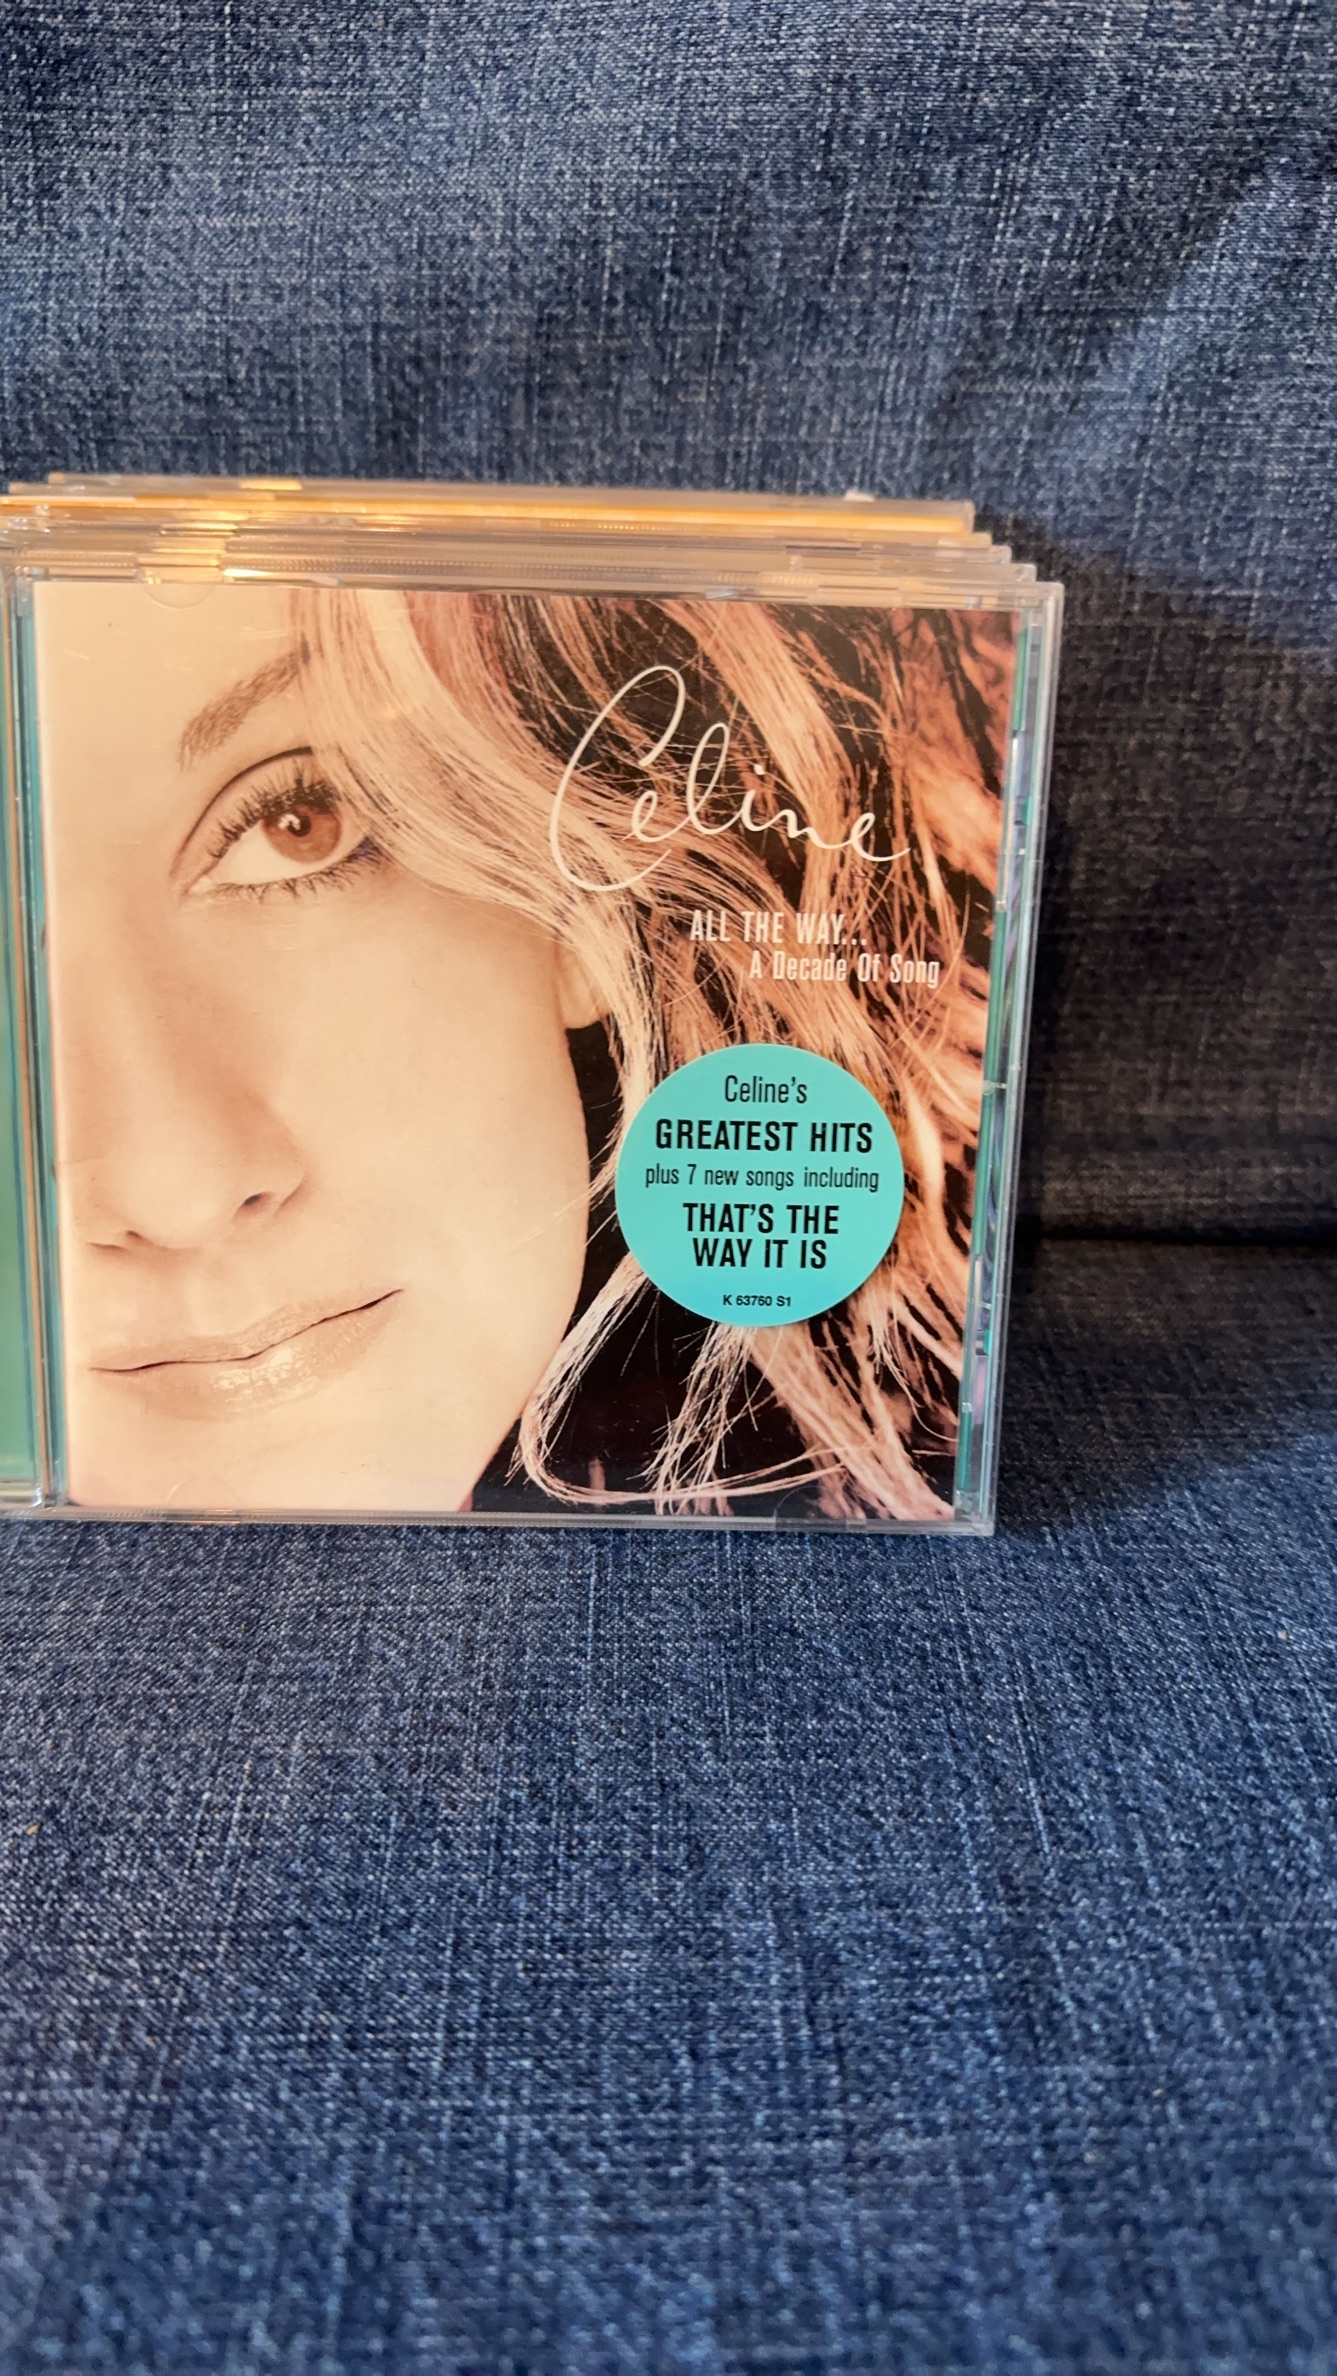 Celine
ALL THE WAY...
A Decade Of Song
Celine's
GREATEST HITS
plus 7 new songs including
THAT'S THE
WAY IT IS
K 63760 S1